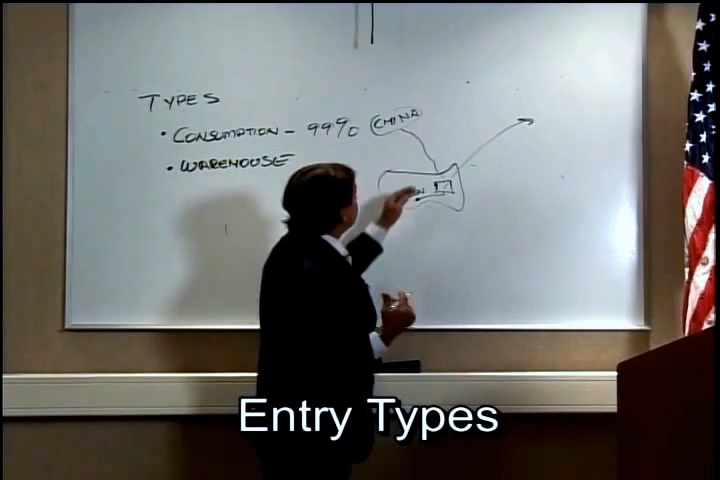 TYPES
• CONSUMPTION - 99%
CHINA
• WAREHOUSE
Entry Types